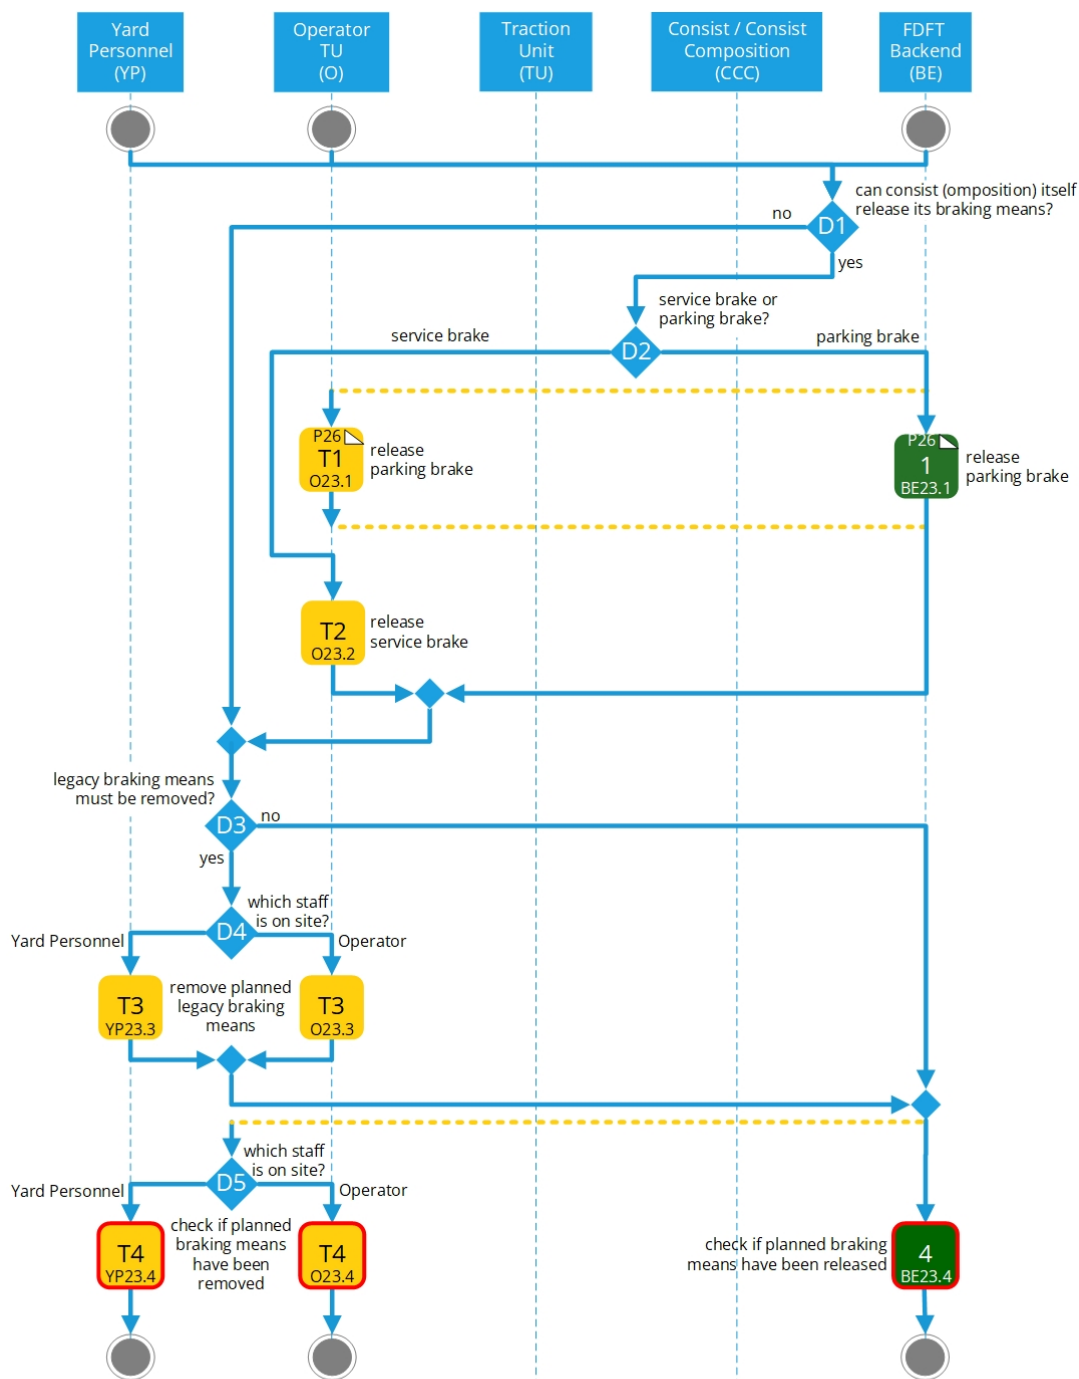 Yard
Personnel
(YP)
Operator
TU
(O)
Traction
Unit
(TU)
Consist / Consist
Composition
(CCC)
FDFT
Backend
(BE)
can consist (omposition) itself
release its braking means?
no
D1
yes
service brake or
parking brake?
service brake
D2
parking brake
P26
T1
O23.1
release
parking brake
P26
1
BE23.1
release
parking brake
T2
O23.2
release
service brake
legacy braking means
must be removed?
D3
no
yes
which staff
is on site?
D4
Yard Personnel
Operator
T3
YP23.3
remove planned
legacy braking
means
T3
O23.3
which staff
is on site?
D5
Yard Personnel
Operator
T4
YP23.4
check if planned
braking means
have been
removed
T4
O23.4
check if planned braking
means have been released
4
BE23.4